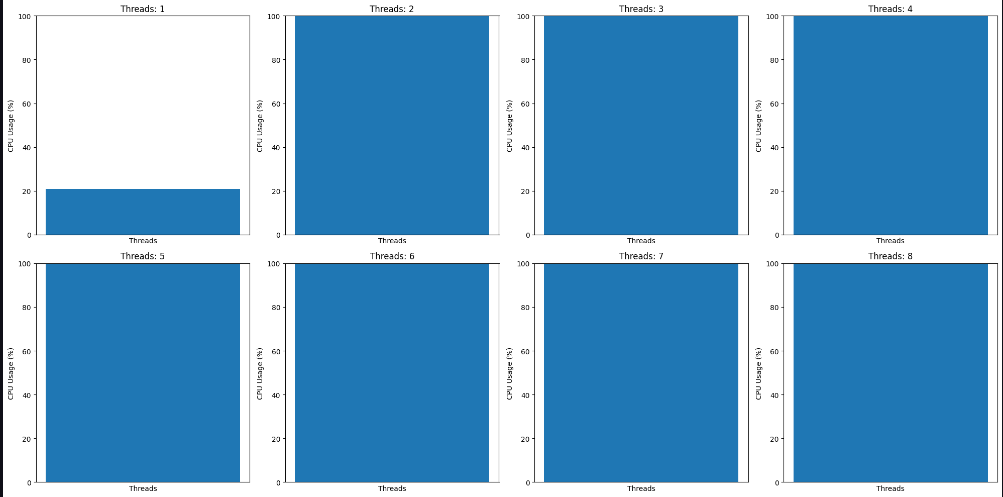 Threads: 1
100
80
60
40
20
0
CPU Usage (%)
Threads
Threads: 2
100
80
60
40
20
0
CPU Usage (%)
Threads
Threads: 3
100
80
60
40
20
0
CPU Usage (%)
Threads
Threads: 4
100
80
60
40
20
0
CPU Usage (%)
Threads
Threads: 5
100
80
60
40
20
0
CPU Usage (%)
Threads
Threads: 6
100
80
60
40
20
0
CPU Usage (%)
Threads
Threads: 7
100
80
60
40
20
0
CPU Usage (%)
Threads
Threads: 8
100
80
60
40
20
0
CPU Usage (%)
Threads